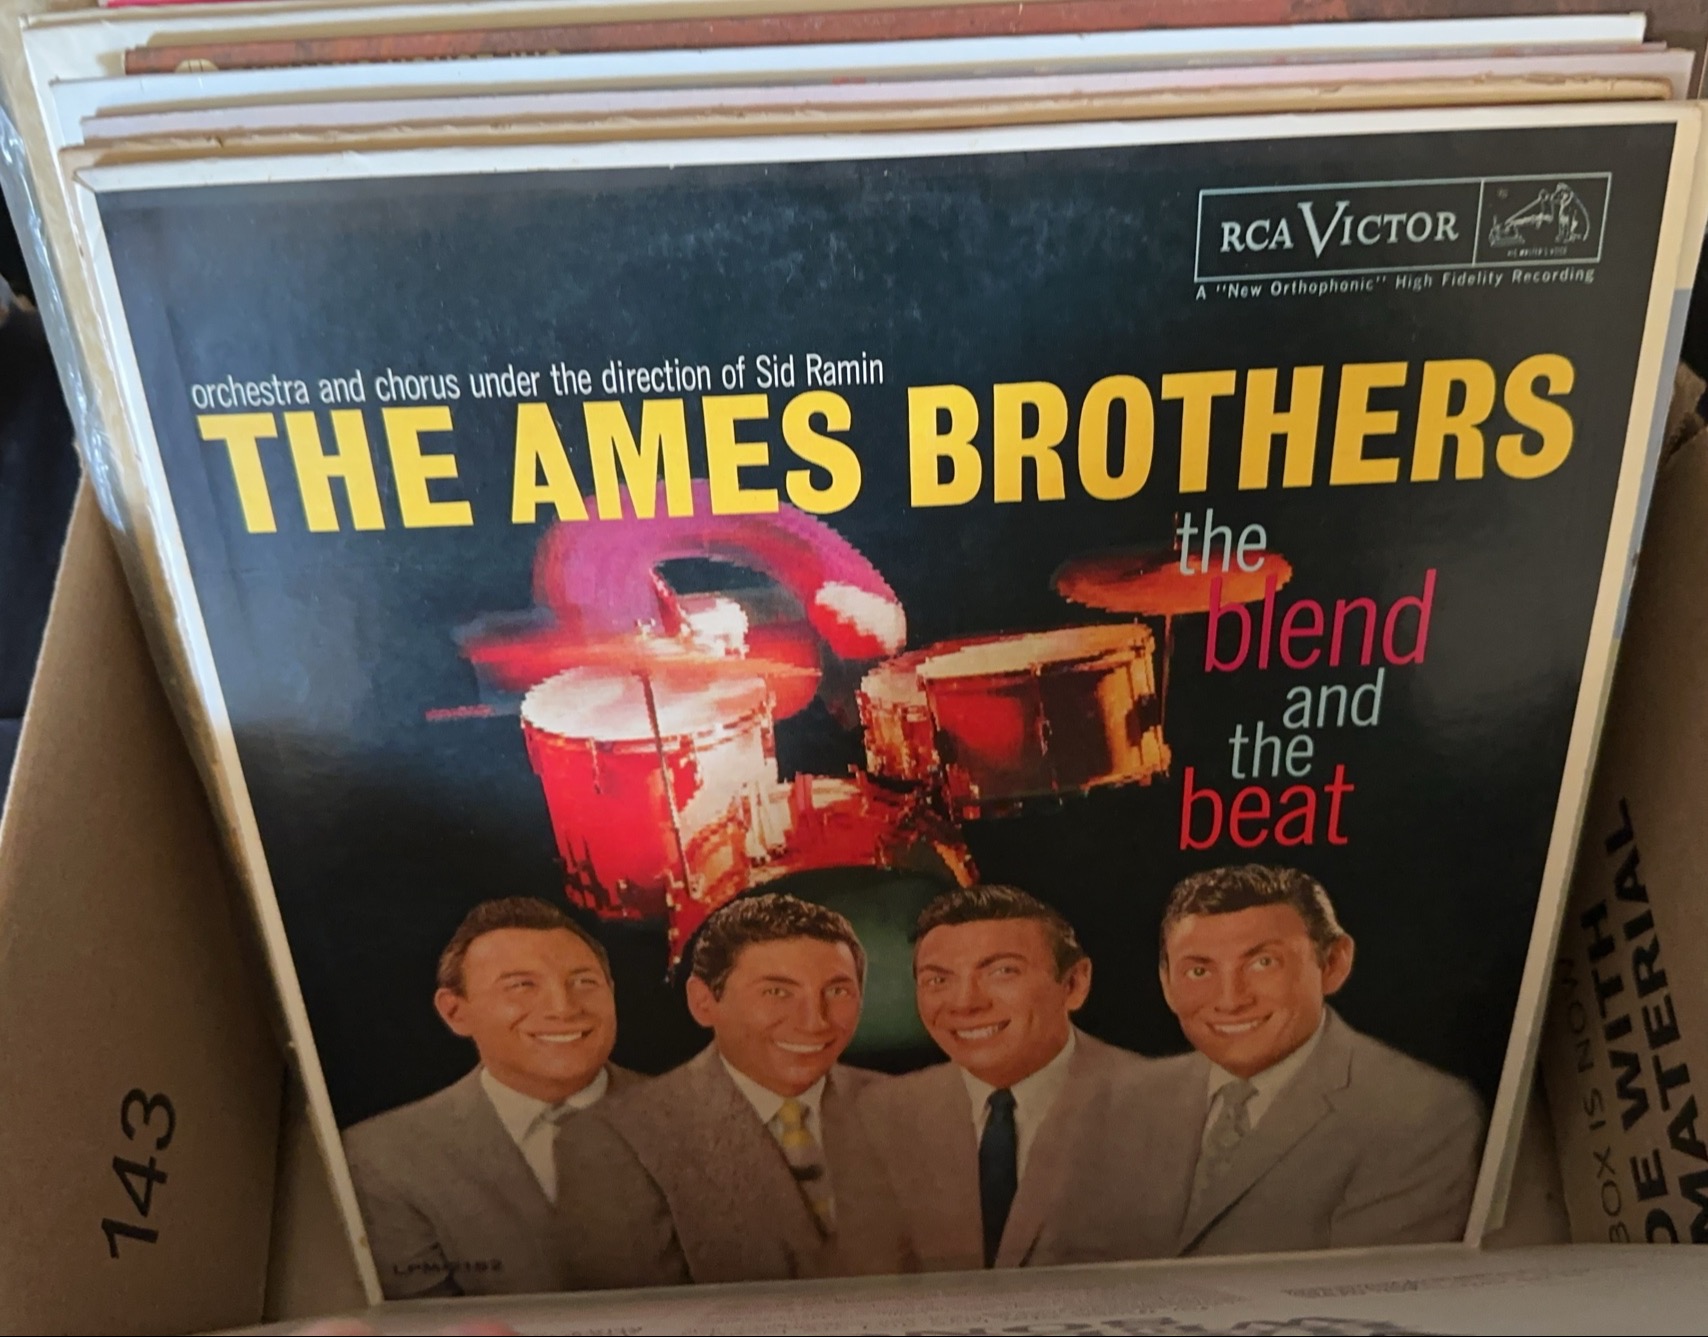 RCA VICTOR
A "New Orthophonic" High Fidelity Recording
orchestra and chorus under the direction of Sid Ramin
THE AMES BROTHERS
the
blend
and
the
beat
143
BOX IS NOW
WITH
MATERIAL